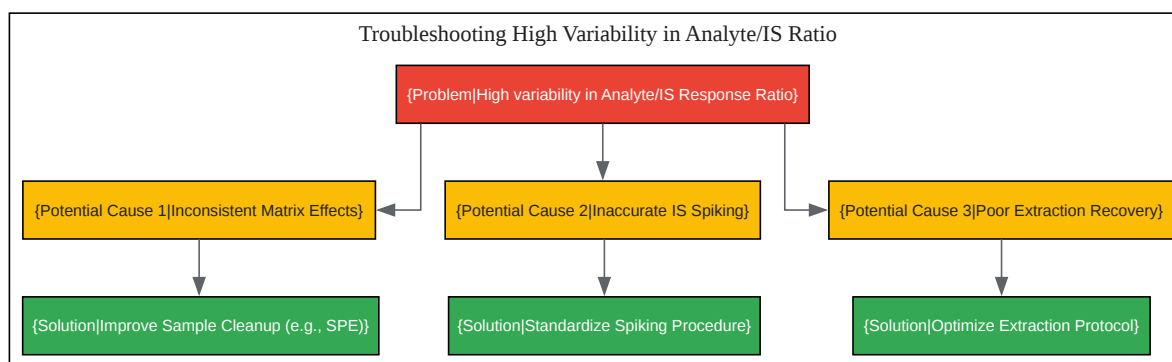 Troubleshooting High Variability in Analyte/IS Ratio
{Problem|High variability in Analyte/IS Response Ratio}
{Potential Cause 1|Inconsistent Matrix Effects}
{Potential Cause 2|Inaccurate IS Spiking}
{Potential Cause 3|Poor Extraction Recovery}
{Solution|Improve Sample Cleanup (e.g., SPE)}
{Solution|Standardize Spiking Procedure}
{Solution|Optimize Extraction Protocol}